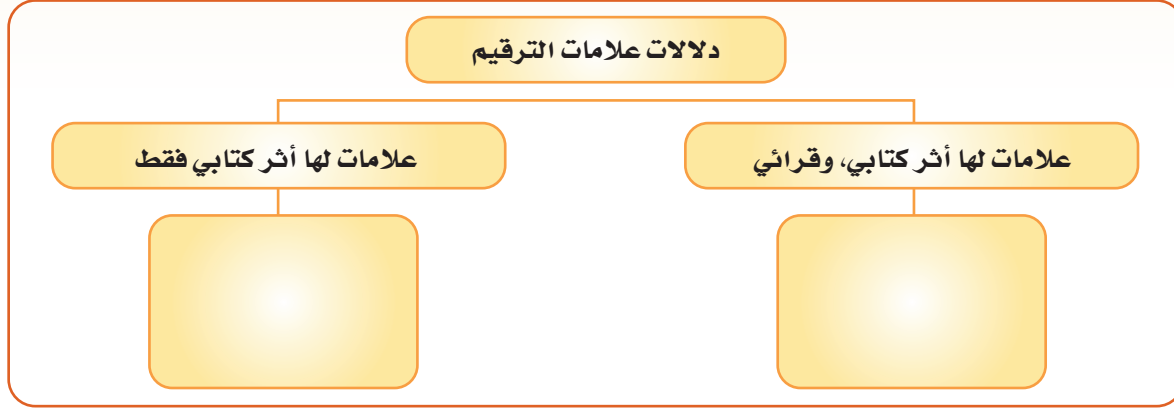 دلالات علامات الترقيم
علامات لها أثر كتابي، وقرائي
علامات لها أثر كتابي فقط